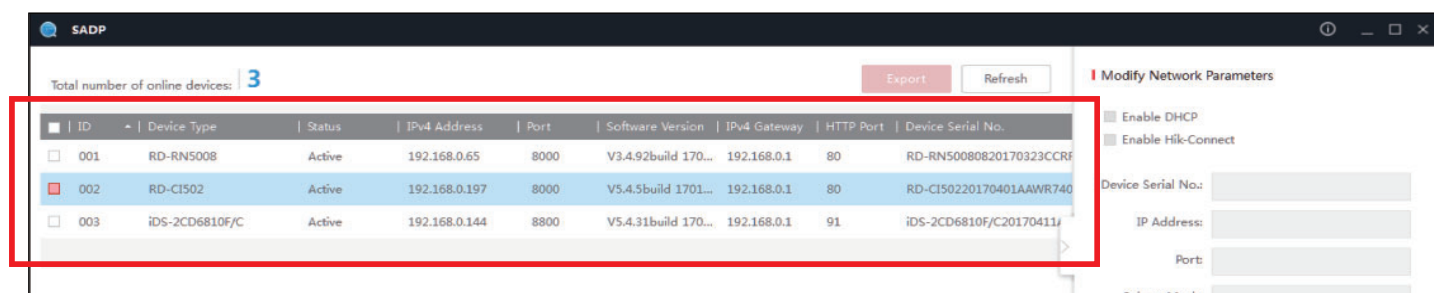 SADP
Total number of online devices: 3
Export
Refresh
ID | Device Type | Status | IPv4 Address | Port | Software Version | IPv4 Gateway | HTTP Port | Device Serial No.
001 RD-RN5008 Active 192.168.0.65 8000 V3.4.92build 170... 192.168.0.1 80 RD-RN50080820170323CCRR
002 RD-CI502 Active 192.168.0.197 8000 V5.4.5build 1701... 192.168.0.1 80 RD-CI50220170401AAWR740
003 iDS-2CD6810F/C Active 192.168.0.144 8800 V5.4.31build 170... 192.168.0.1 91 iDS-2CD6810F/C20170411A
Modify Network Parameters
Enable DHCP
Enable Hik-Connect
Device Serial No.:
IP Address:
Port: